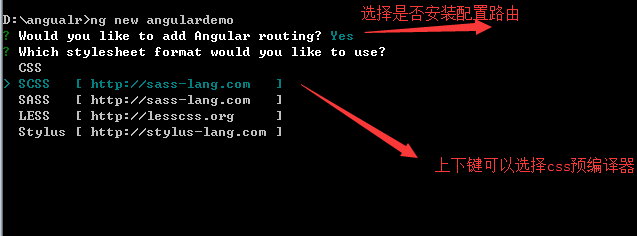 选择是否安装配置路由
D:\angualr>ng new angulardemo
? Would you like to add Angular routing? Yes
? Which stylesheet format would you like to use?
CSS
> SCSS [ http://sass-lang.com ]
SASS [ http://sass-lang.com ]
LESS [ http://lesscss.org ]
Stylus [ http://stylus-lang.com ]
上下键可以选择css预编译器